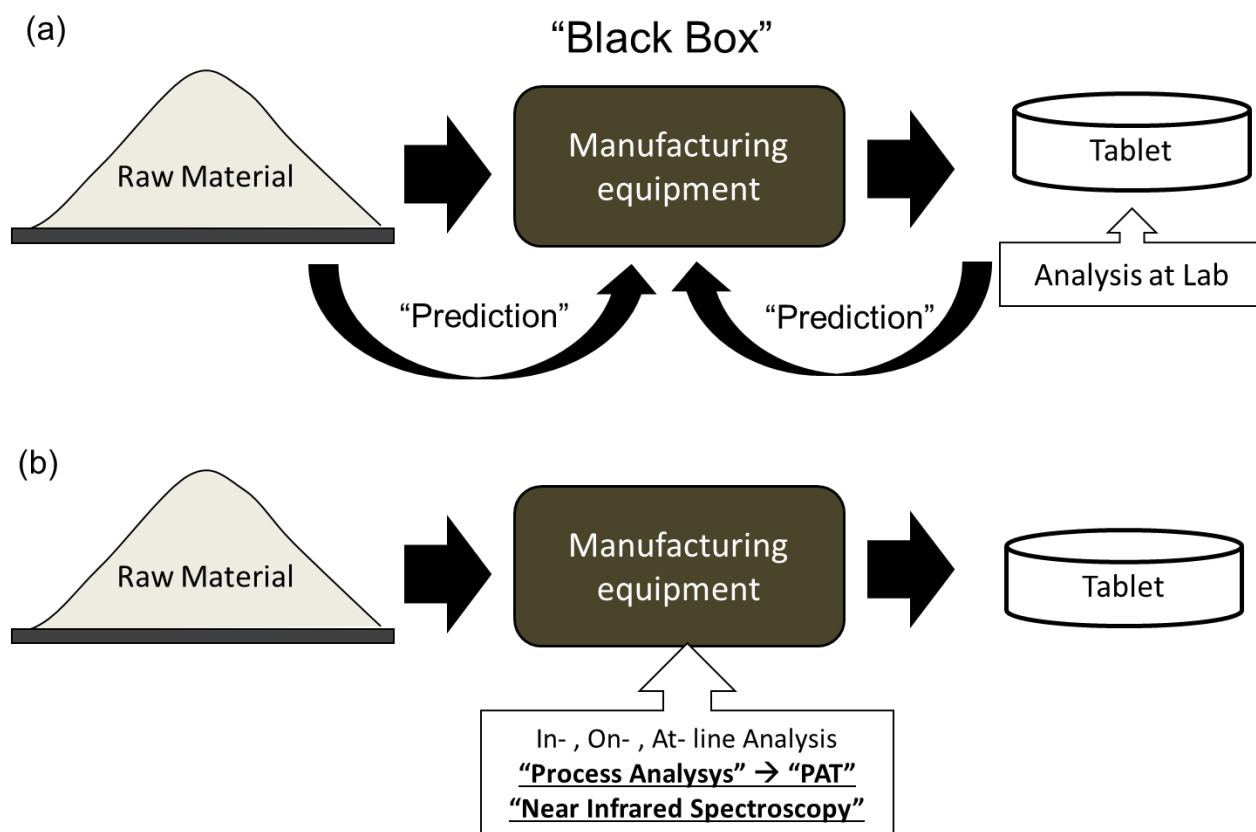 (a)
“Black Box”
Raw Material
Manufacturing
equipment
Tablet
Analysis at Lab
“Prediction”
“Prediction”
(b)
Raw Material
Manufacturing
equipment
Tablet
In- , On- , At- line Analysis
“Process Analysys” → “PAT”
“Near Infrared Spectroscopy”